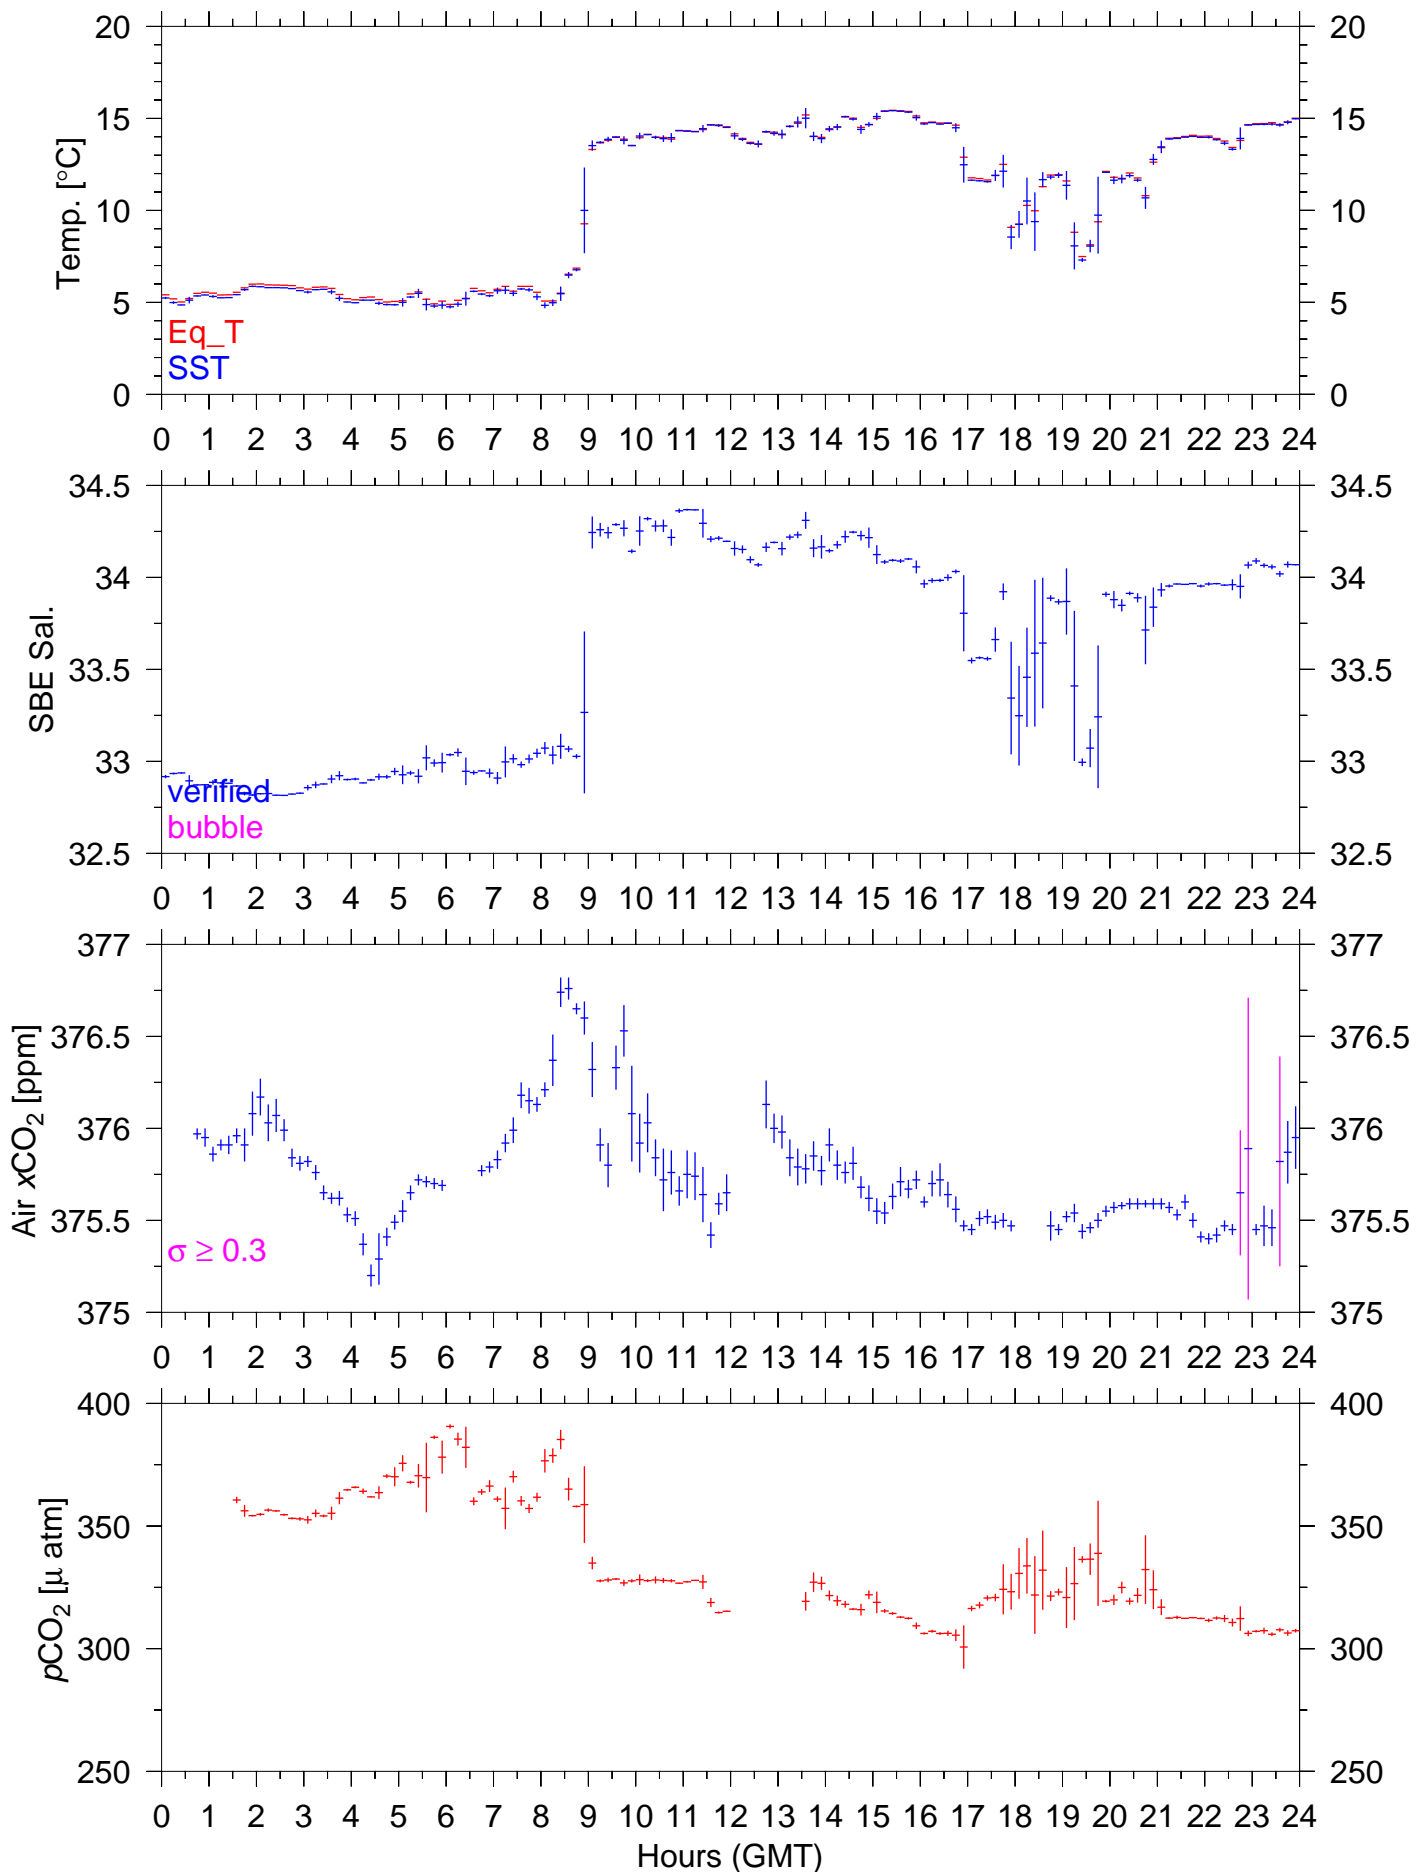 20 20
15 15
10 10
5 5
0 0
Temp. [°C]
Eq_T
SST
0 1 2 3 4 5 6 7 8 9 10 11 12 13 14 15 16 17 18 19 20 21 22 23 24
34.5 34.5
34 34
33.5 33.5
33 33
32.5 32.5
SBE Sal.
verified
bubble
0 1 2 3 4 5 6 7 8 9 10 11 12 13 14 15 16 17 18 19 20 21 22 23 24
377 377
376.5 376.5
376 376
375.5 375.5
375 375
Air xCO₂ [ppm]
σ ≥ 0.3
0 1 2 3 4 5 6 7 8 9 10 11 12 13 14 15 16 17 18 19 20 21 22 23 24
400 400
350 350
300 300
250 250
pCO₂ [μ atm]
0 1 2 3 4 5 6 7 8 9 10 11 12 13 14 15 16 17 18 19 20 21 22 23 24
Hours (GMT)